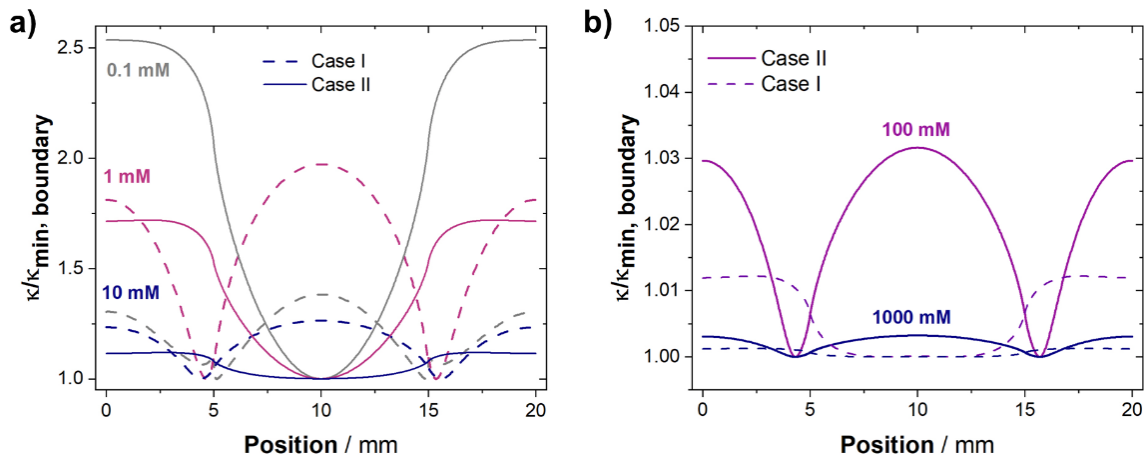 a)
κ/κmin, boundary
2.5
2.0
1.5
1.0
0.1 mM
1 mM
10 mM
Case I
Case II
0
5
10
15
20
Position / mm
b)
κ/κmin, boundary
1.05
1.04
1.03
1.02
1.01
1.00
Case II
Case I
100 mM
1000 mM
0
5
10
15
20
Position / mm